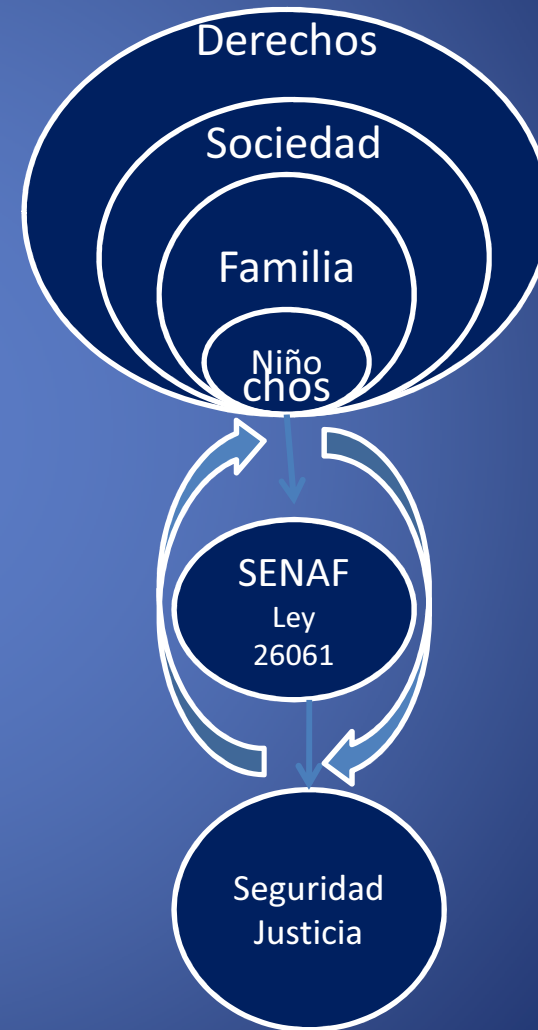 Derechos
Sociedad
Familia
Niño
chos
SENAF
Ley
26061
Seguridad
Justicia